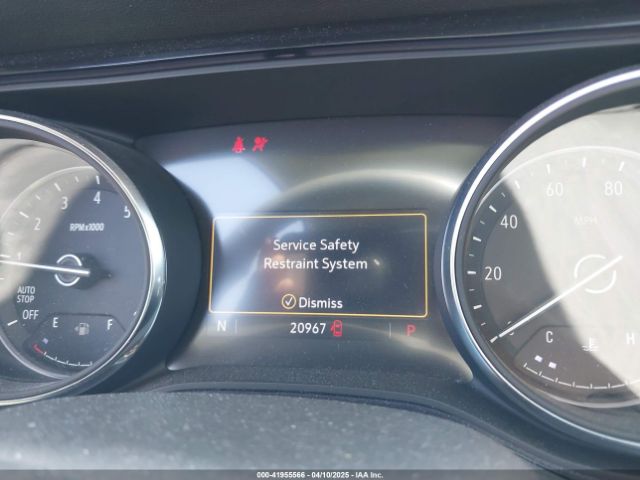 1
2
3
4
5
RPMx1000
AUTO
STOP
OFF
E
F
Service Safety
Restraint System
Dismiss
N
20967
P
20
40
60
80
MPH
C
H
000-41955566 - 04/10/2025 - IAA Inc.